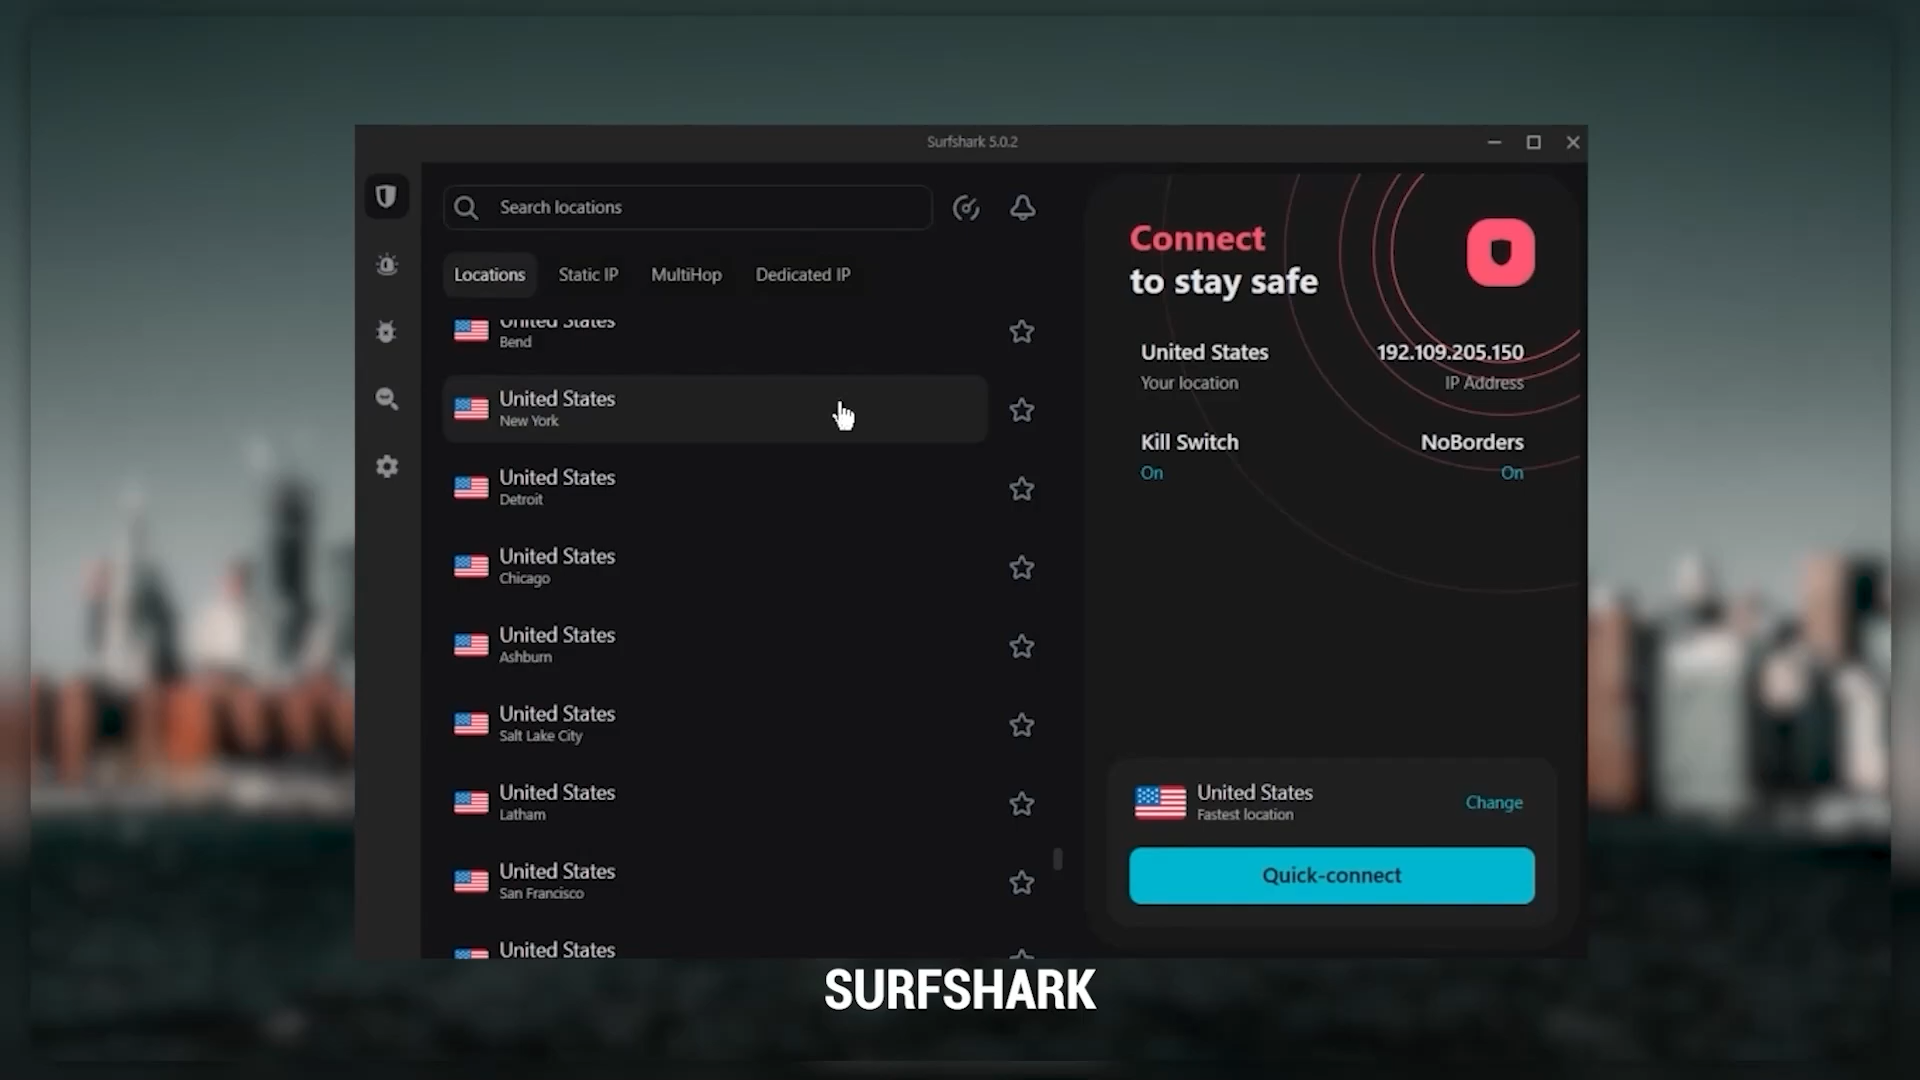 Surfshark 5.0.2
Search locations
Locations
Static IP
MultiHop
Dedicated IP
United States
Bend
United States
New York
United States
Detroit
United States
Chicago
United States
Ashburn
United States
Salt Lake City
United States
Latham
United States
San Francisco
United States
Connect
to stay safe
United States
192.109.205.150
Your location
IP Address
Kill Switch
NoBorders
On
On
United States
Fastest location
Change
Quick-connect
SURFSHARK